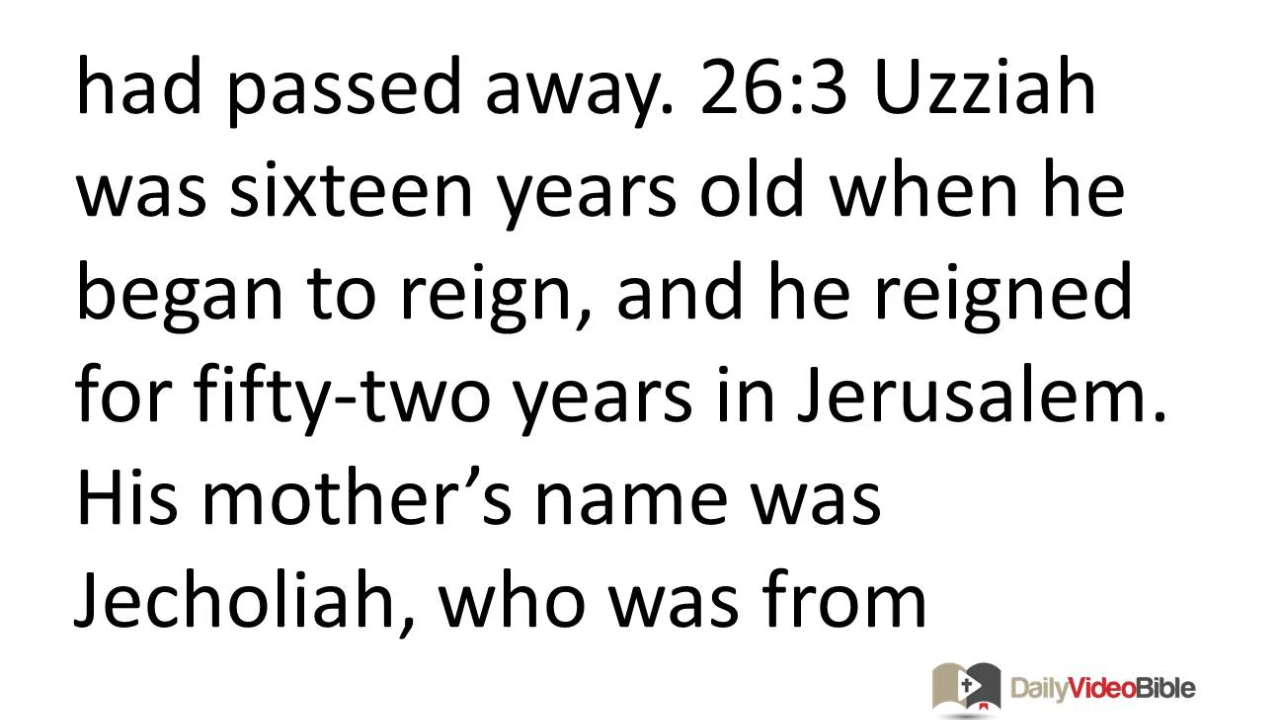 had passed away. 26:3 Uzziah
was sixteen years old when he
began to reign, and he reigned
for fifty-two years in Jerusalem.
His mother’s name was
Jecholiah, who was from
DailyVideoBible